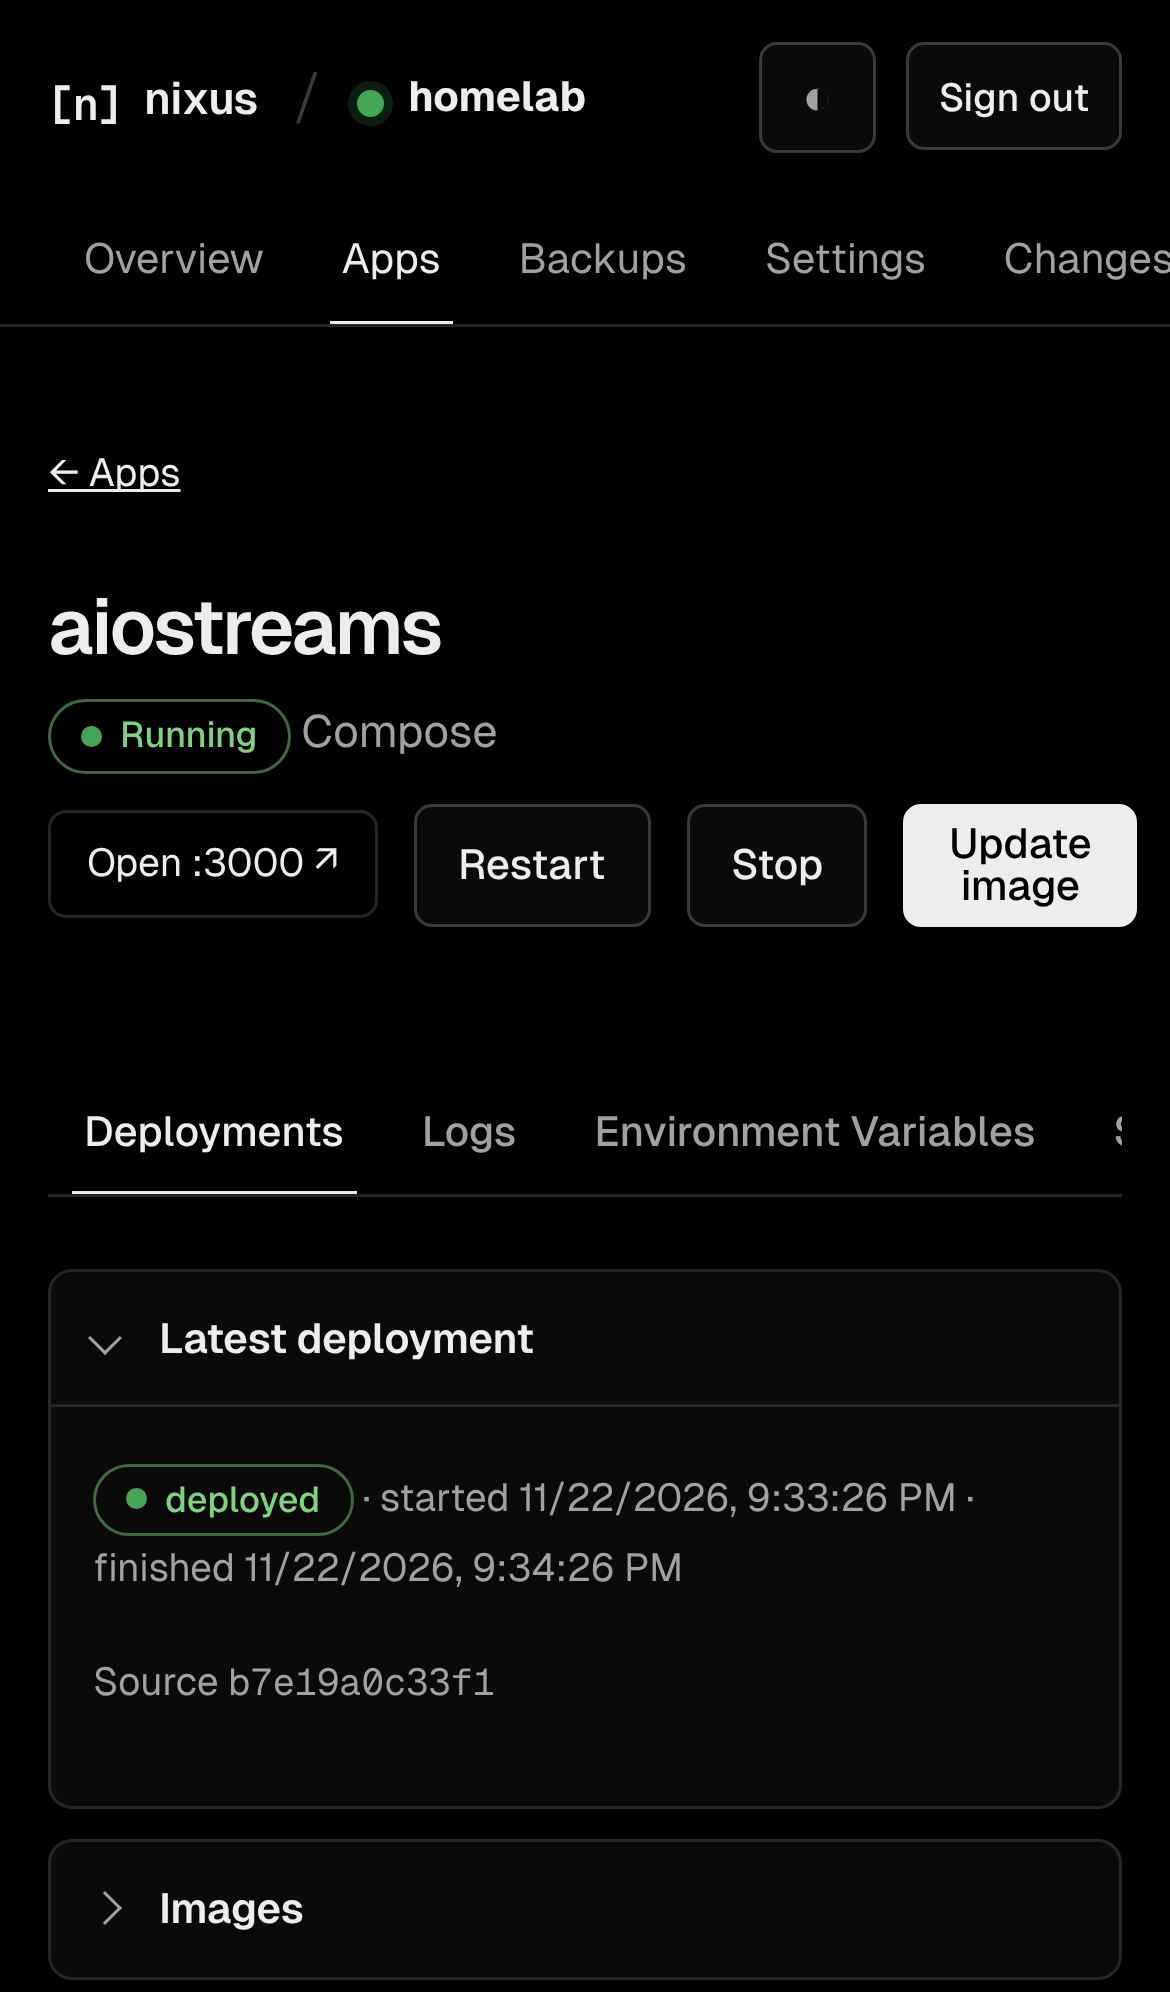 [n] nixus / homelab Sign out
Overview Apps Backups Settings Changes
← Apps
aiostreams
Running Compose
Open :3000 ↗ Restart Stop Update image
Deployments Logs Environment Variables
Latest deployment
deployed · started 11/22/2026, 9:33:26 PM ·
finished 11/22/2026, 9:34:26 PM
Source b7e19a0c33f1
Images